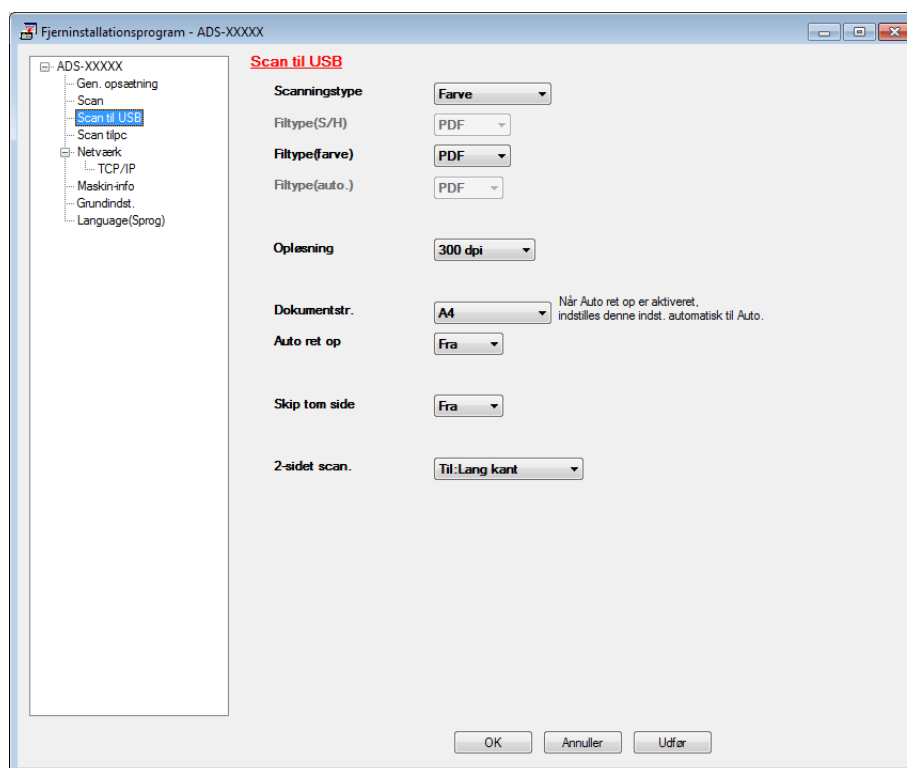 Fjerninstallationsprogram - ADS-XXXXX
ADS-XXXXX
Gen. opsætning
Scan
Scan til USB
Scan tilpc
Netværk
TCP/IP
Maskin-info
Grundindst.
Language(Sprog)
Scan til USB
Scanningstype
Farve
Filtype(S/H)
PDF
Filtype(farve)
PDF
Filtype(auto.)
PDF
Opløsning
300 dpi
Dokumentstr.
A4
Når Auto ret op er aktiveret,
indstilles denne indst. automatisk til Auto.
Auto ret op
Fra
Skip tom side
Fra
2-sidet scan.
Til:Lang kant
OK
Annuller
Udfør